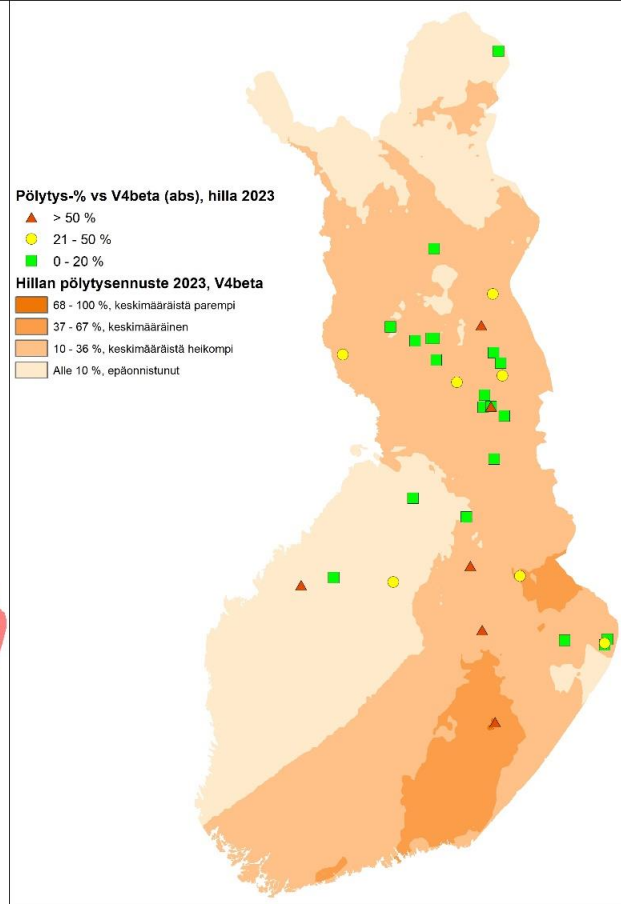 Pölytys-% vs V4beta (abs), hilla 2023
> 50 %
21 - 50 %
0 - 20 %
Hillan pölytysennuste 2023, V4beta
68 - 100 %, keskimääräistä parempi
37 - 67 %, keskimääräinen
10 - 36 %, keskimääräistä heikompi
Alle 10 %, epäonnistunut